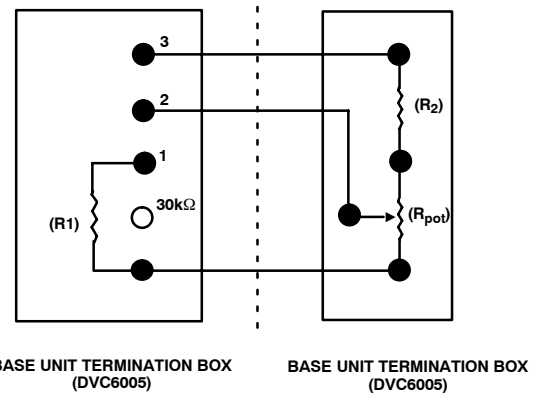 3
2
(R2)
1
30kΩ
(R1)
(Rpot)
BASE UNIT TERMINATION BOX
(DVC6005)
BASE UNIT TERMINATION BOX
(DVC6005)